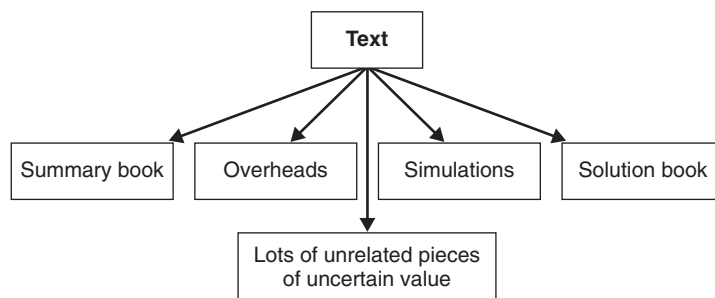 Text
Summary book
Overheads
Simulations
Solution book
Lots of unrelated pieces
of uncertain value